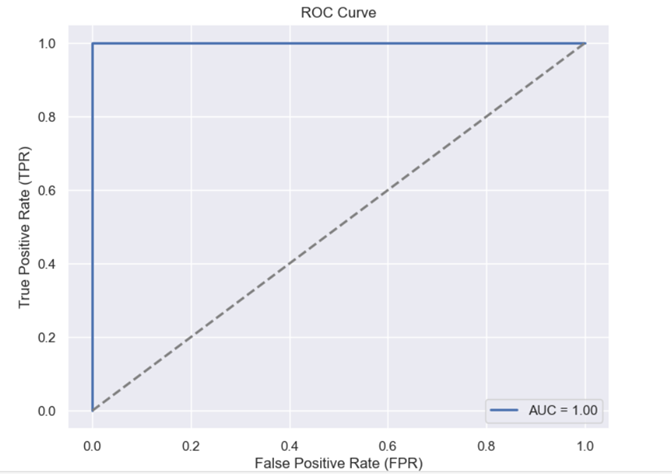 ROC Curve
True Positive Rate (TPR)
1.0
0.8
0.6
0.4
0.2
0.0
AUC = 1.00
0.0 0.2 0.4 0.6 0.8 1.0
False Positive Rate (FPR)